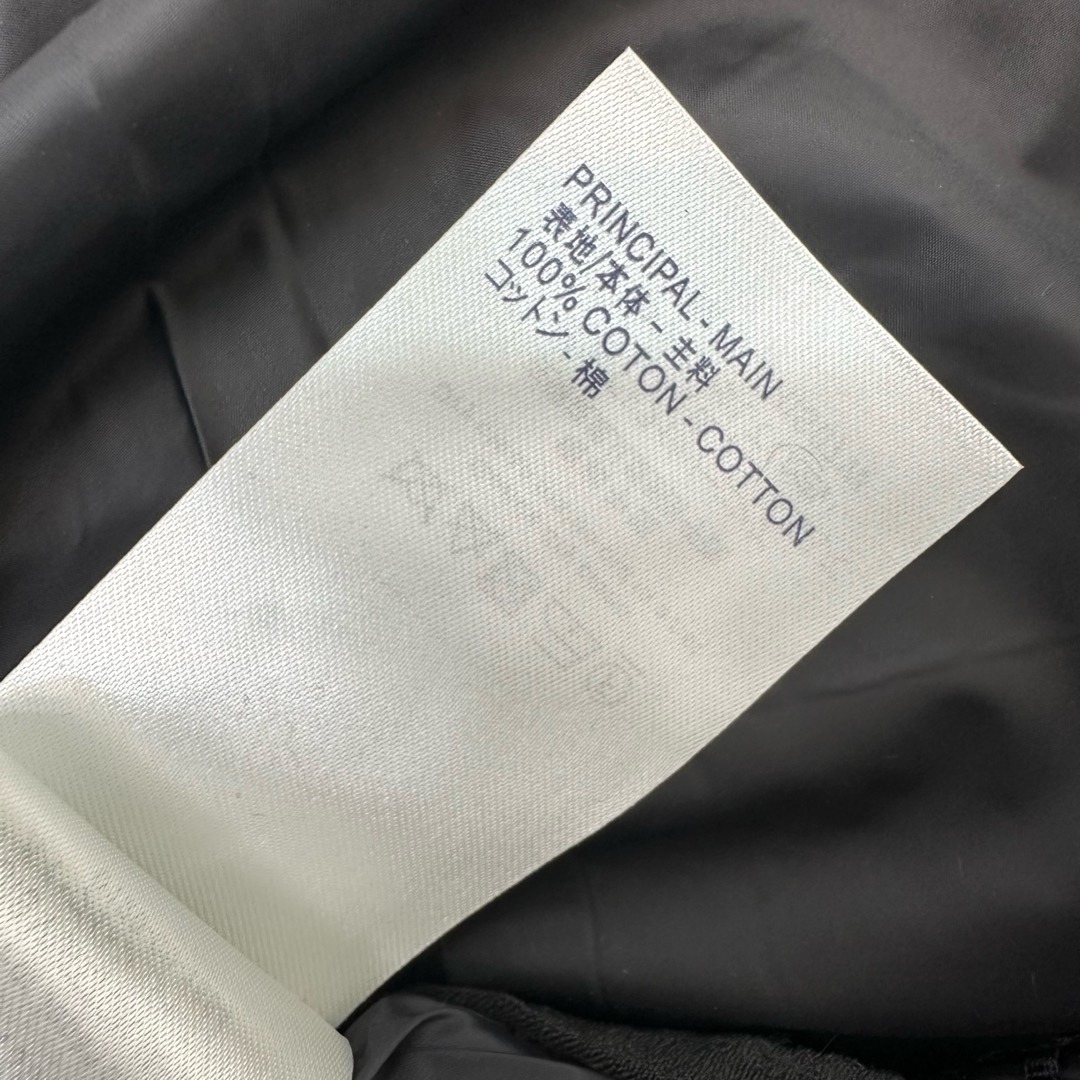 PRINCIPAL - MAIN
表地/本体 - 主料
100% COTON - COTTON
コットン - 棉